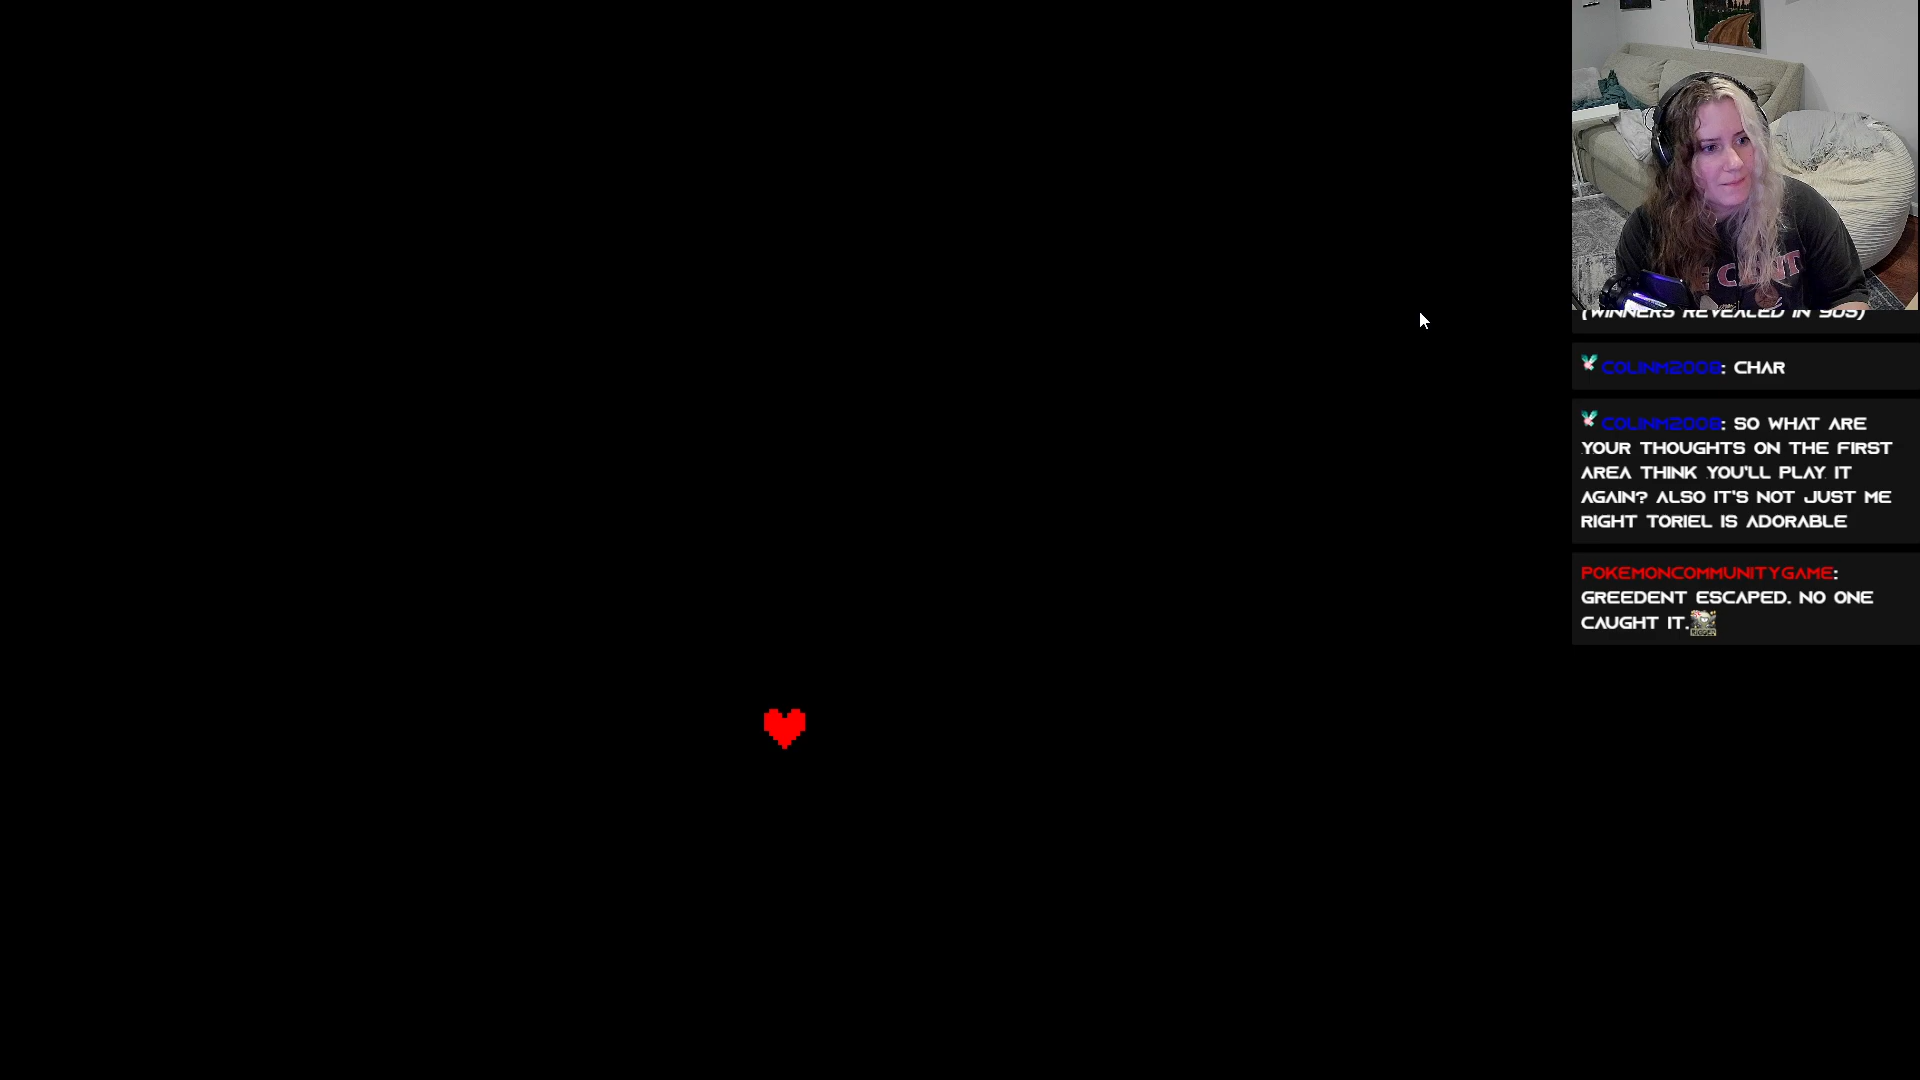 (WINNERS REVEALED IN 90S)
COLINM2008: CHAR
COLINM2008: SO WHAT ARE
YOUR THOUGHTS ON THE FIRST
AREA THINK YOU'LL PLAY IT
AGAIN? ALSO IT'S NOT JUST ME
RIGHT TORIEL IS ADORABLE
POKEMONCOMMUNITYGAME:
GREEDENT ESCAPED. NO ONE
CAUGHT IT.